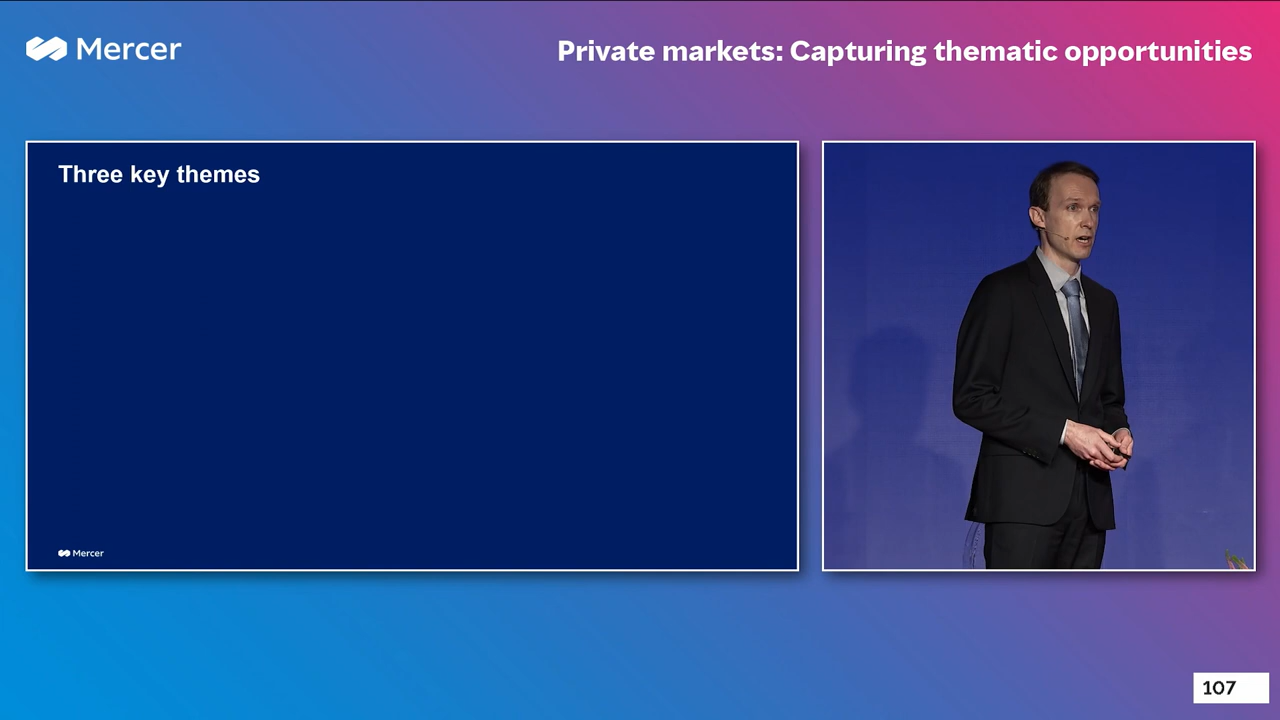 Mercer
Private markets: Capturing thematic opportunities
Three key themes
Mercer
107